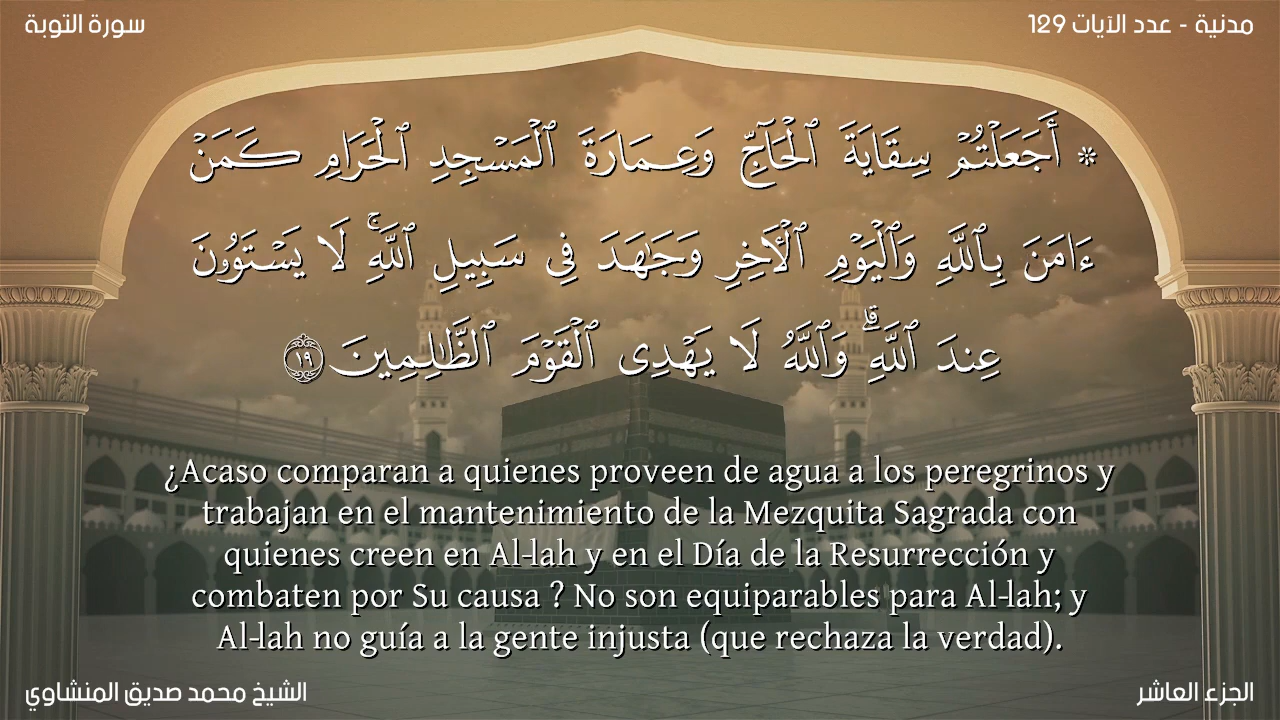 سورة التوبة
مدنية - عدد الآيات 129
۞ أَجَعَلْتُمْ سِقَايَةَ ٱلْحَآجِّ وَعِمَارَةَ ٱلْمَسْجِدِ ٱلْحَرَامِ كَمَنْ
ءَامَنَ بِٱللَّهِ وَٱلْيَوْمِ ٱلْـَٔاخِرِ وَجَـٰهَدَ فِى سَبِيلِ ٱللَّهِ ۚ لَا يَسْتَوُۥنَ
عِندَ ٱللَّهِ ۗ وَٱللَّهُ لَا يَهْدِى ٱلْقَوْمَ ٱلظَّـٰلِمِينَ ١٩
¿Acaso comparan a quienes proveen de agua a los peregrinos y
trabajan en el mantenimiento de la Mezquita Sagrada con
quienes creen en Al-lah y en el Día de la Resurrección y
combaten por Su causa ? No son equiparables para Al-lah; y
Al-lah no guía a la gente injusta (que rechaza la verdad).
الشيخ محمد صديق المنشاوي
الجزء العاشر